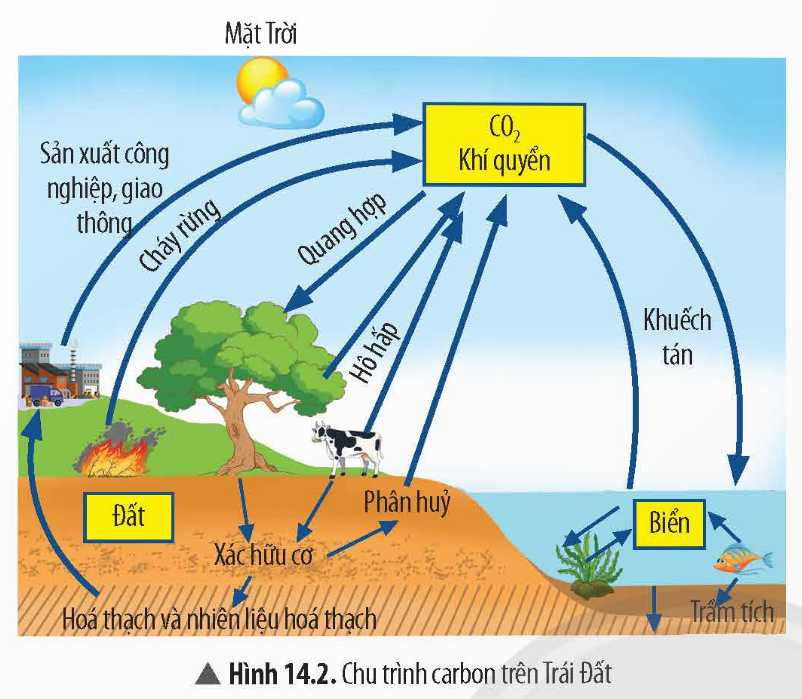 Mặt Trời
CO₂
Khí quyển
Sản xuất công
nghiệp, giao
thông
Cháy rừng
Quang hợp
Hô hấp
Khuếch
tán
Đất
Phân huỷ
Biển
Xác hữu cơ
Hoá thạch và nhiên liệu hoá thạch
Trầm tích
▲ Hình 14.2. Chu trình carbon trên Trái Đất